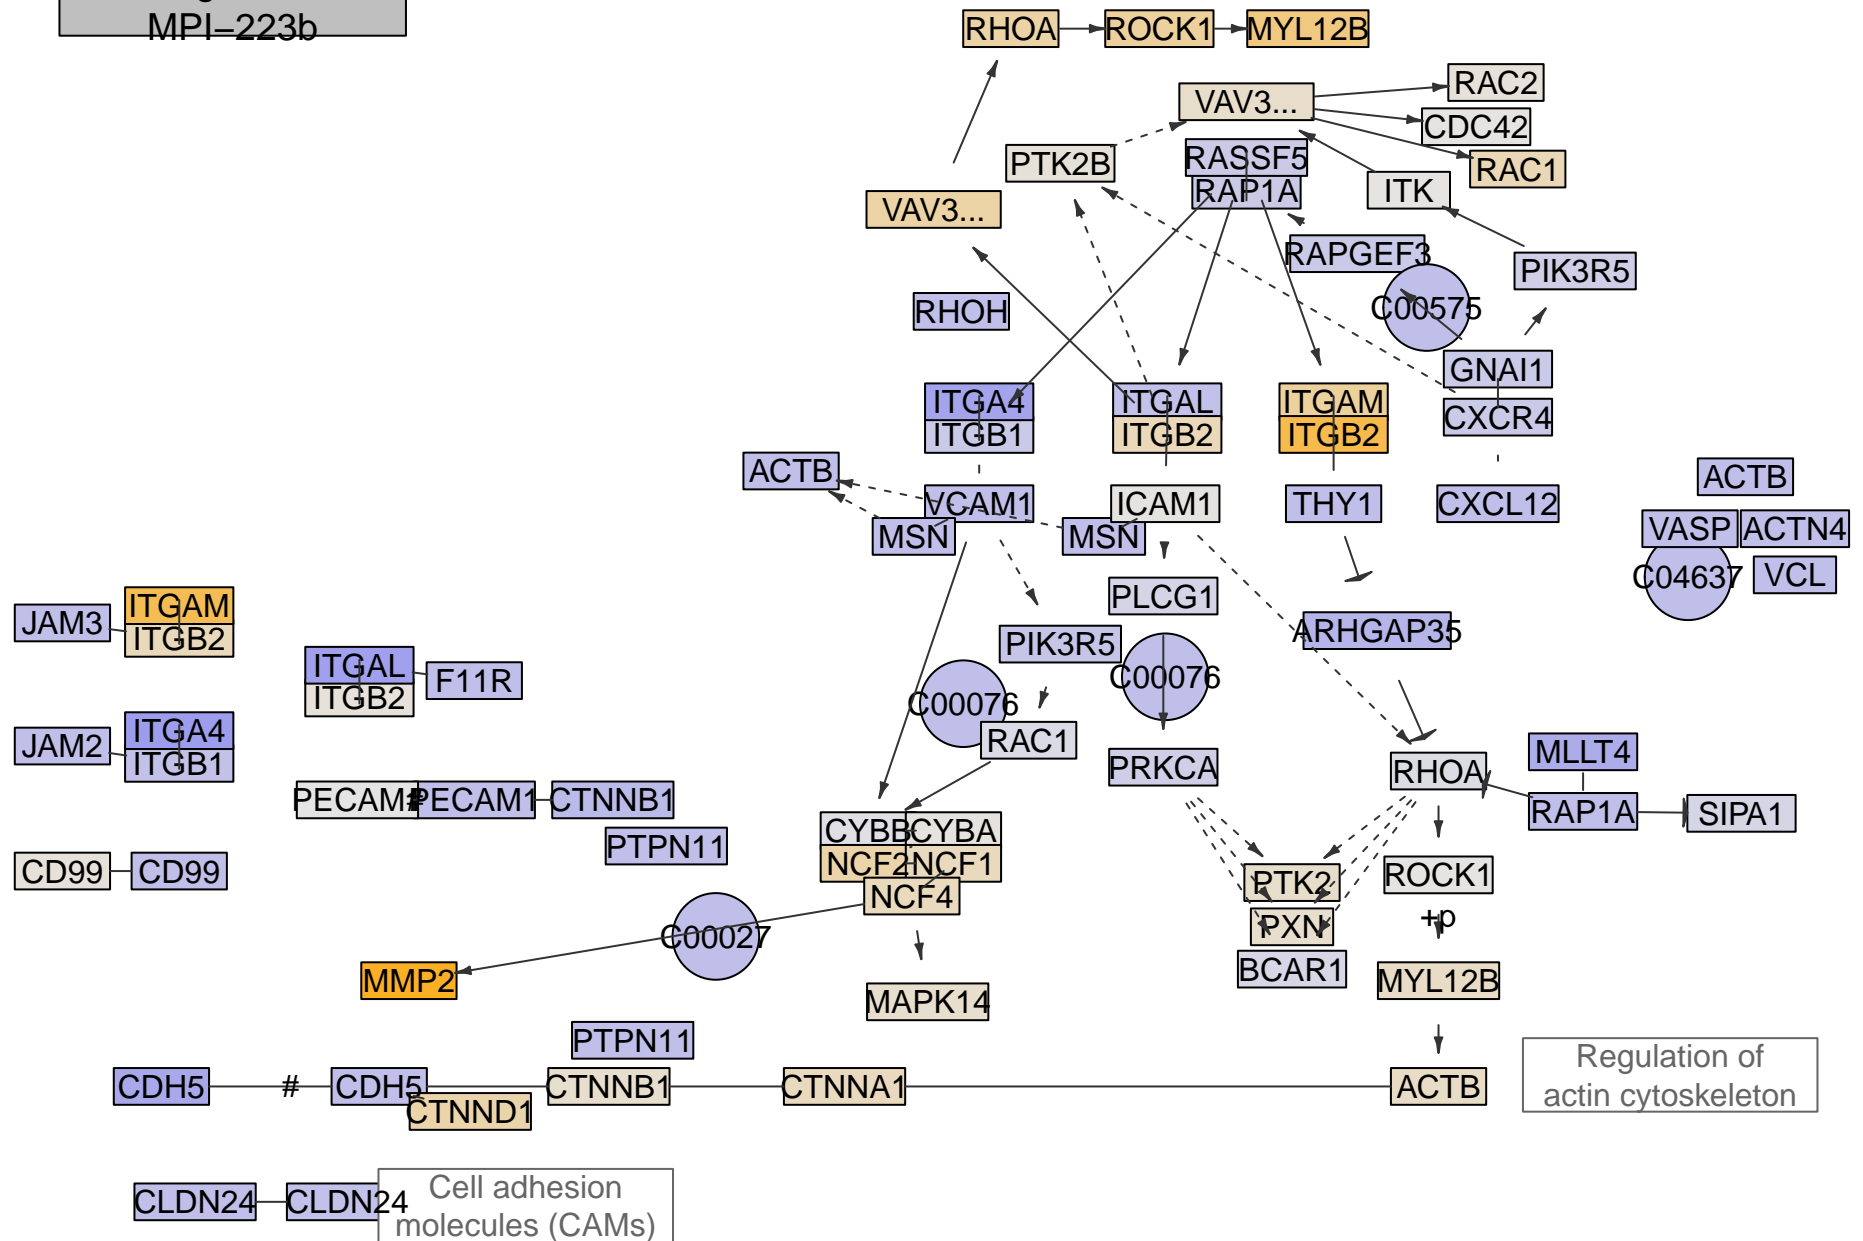 MPI−223b
RHOA
ROCK1
MYL12B
VAV3...
RAC2
CDC42
RAC1
PTK2B
RASSF5
RAP1A
ITK
VAV3...
RAPGEF3
PIK3R5
RHOH
C00575
GNAI1
CXCR4
ITGA4
ITGB1
ITGAL
ITGB2
ITGAM
ITGB2
ACTB
VCAM1
MSN
ICAM1
MSN
THY1
CXCL12
ACTB
VASP
ACTN4
C04637
VCL
JAM3
ITGAM
ITGB2
PLCG1
ARHGAP35
PIK3R5
ITGAL
ITGB2
F11R
C00076
C00076
RAC1
JAM2
ITGA4
ITGB1
PRKCA
RHOA
MLLT4
RAP1A
SIPA1
PECAM1
#
PECAM1
CTNNB1
PTPN11
CYBB
CYBA
NCF2
NCF1
NCF4
CD99
CD99
PTK2
PXN
BCAR1
ROCK1
+p
C00027
MMP2
MAPK14
MYL12B
PTPN11
CDH5
#
CDH5
CTNND1
CTNNB1
CTNNA1
ACTB
Regulation of
actin cytoskeleton
CLDN24
CLDN24
Cell adhesion
molecules (CAMs)